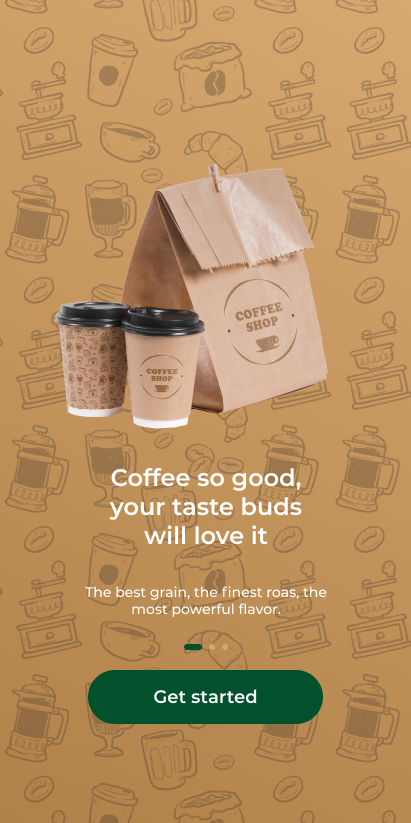 COFFEE
SHOP
COFFEE
SHOP
Coffee so good,
your taste buds
will love it
The best grain, the finest roas, the
most powerful flavor.
Get started